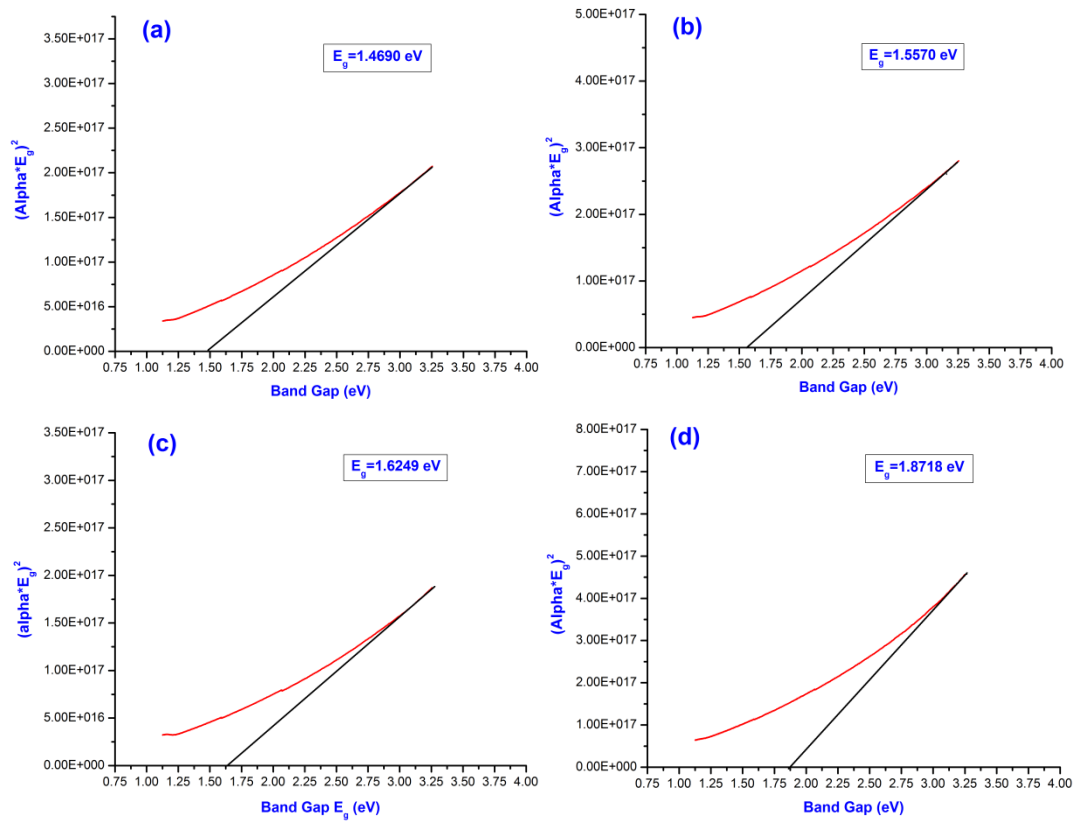 (a)
E_g=1.4690 eV
(Alpha*E_g)^2
3.50E+017
3.00E+017
2.50E+017
2.00E+017
1.50E+017
1.00E+017
5.00E+016
0.00E+000
0.75 1.00 1.25 1.50 1.75 2.00 2.25 2.50 2.75 3.00 3.25 3.50 3.75 4.00
Band Gap (eV)
(b)
E_g=1.5570 eV
(Alpha*E_g)^2
5.00E+017
4.00E+017
3.00E+017
2.00E+017
1.00E+017
0.00E+000
0.75 1.00 1.25 1.50 1.75 2.00 2.25 2.50 2.75 3.00 3.25 3.50 3.75 4.00
Band Gap (eV)
(c)
E_g=1.6249 eV
(alpha*E_g)^2
3.50E+017
3.00E+017
2.50E+017
2.00E+017
1.50E+017
1.00E+017
5.00E+016
0.00E+000
0.75 1.00 1.25 1.50 1.75 2.00 2.25 2.50 2.75 3.00 3.25 3.50 3.75 4.00
Band Gap E_g (eV)
(d)
E_g=1.8718 eV
(Alpha*E_g)^2
8.00E+017
7.00E+017
6.00E+017
5.00E+017
4.00E+017
3.00E+017
2.00E+017
1.00E+017
0.00E+000
0.75 1.00 1.25 1.50 1.75 2.00 2.25 2.50 2.75 3.00 3.25 3.50 3.75 4.00
Band Gap (eV)